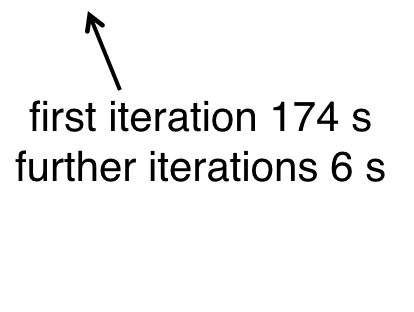 first iteration 174 s
further iterations 6 s